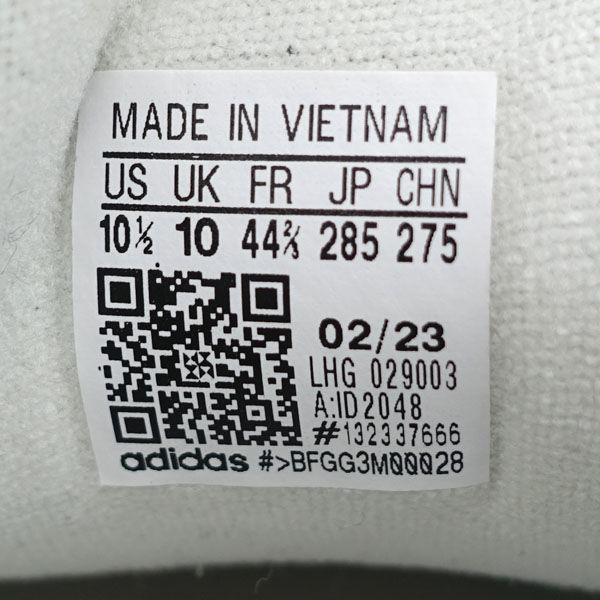 MADE IN VIETNAM
US UK FR JP CHN
10½ 10 44⅔ 285 275
02/23
LHG 029003
A:ID2048
#132337666
adidas #>BFGG3M00028